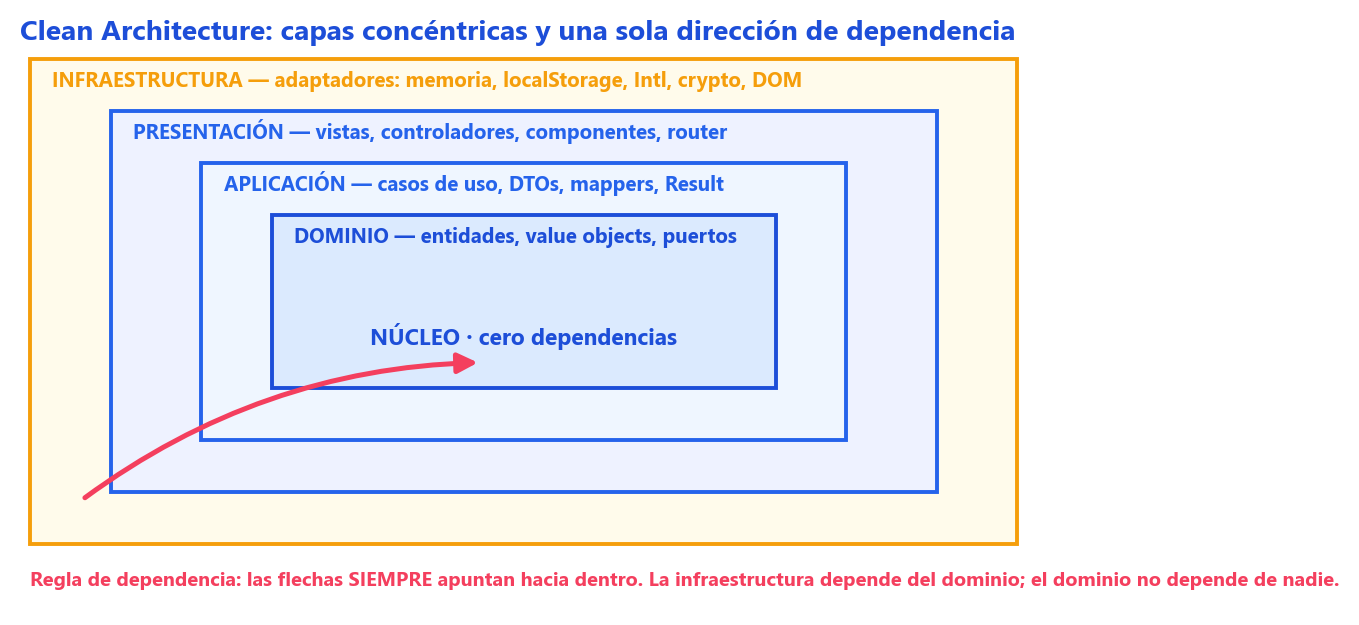 Clean Architecture: capas concéntricas y una sola dirección de dependencia
INFRAESTRUCTURA — adaptadores: memoria, localStorage, Intl, crypto, DOM
PRESENTACIÓN — vistas, controladores, componentes, router
APLICACIÓN — casos de uso, DTOs, mappers, Result
DOMINIO — entidades, value objects, puertos
NÚCLEO · cero dependencias
Regla de dependencia: las flechas SIEMPRE apuntan hacia dentro. La infraestructura depende del dominio; el dominio no depende de nadie.